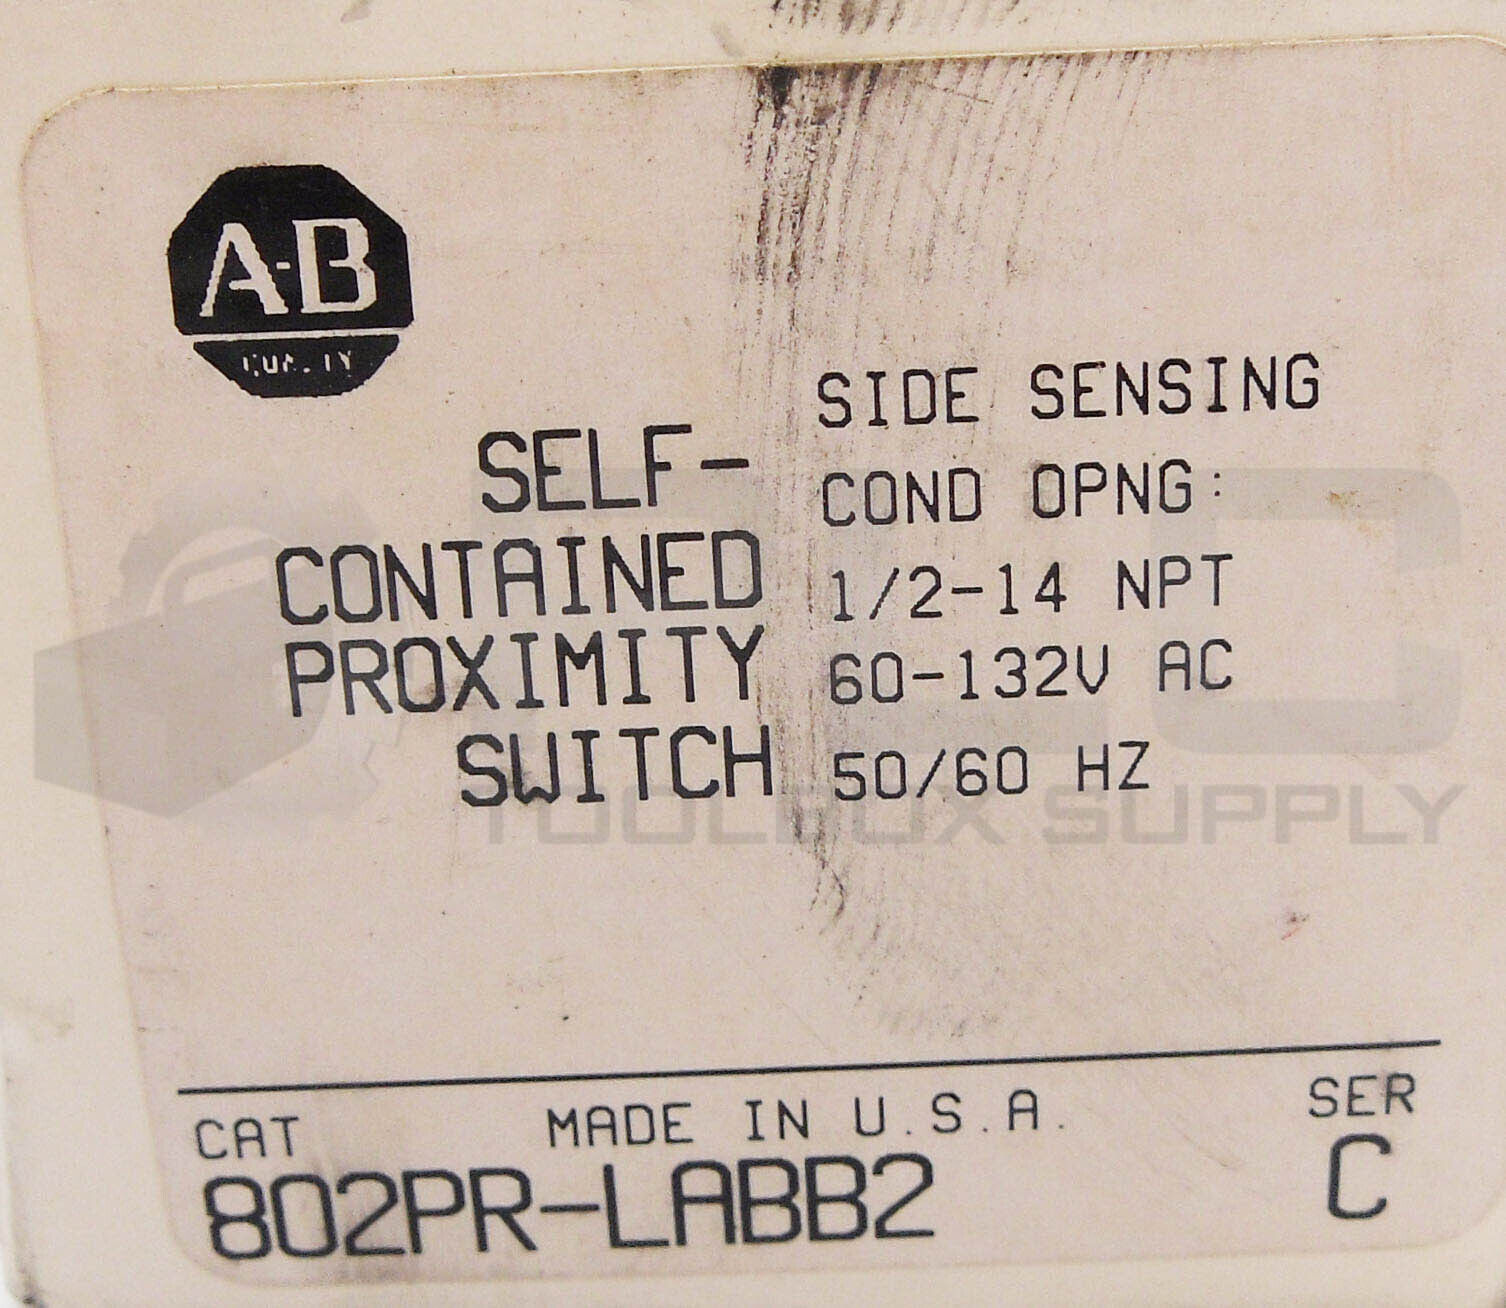 A-B
SELF-
CONTAINED
PROXIMITY
SWITCH
SIDE SENSING
COND OPNG:
1/2-14 NPT
60-132V AC
50/60 HZ
TOOLBOX SUPPLY
CAT
MADE IN U.S.A.
SER
802PR-LABB2
C